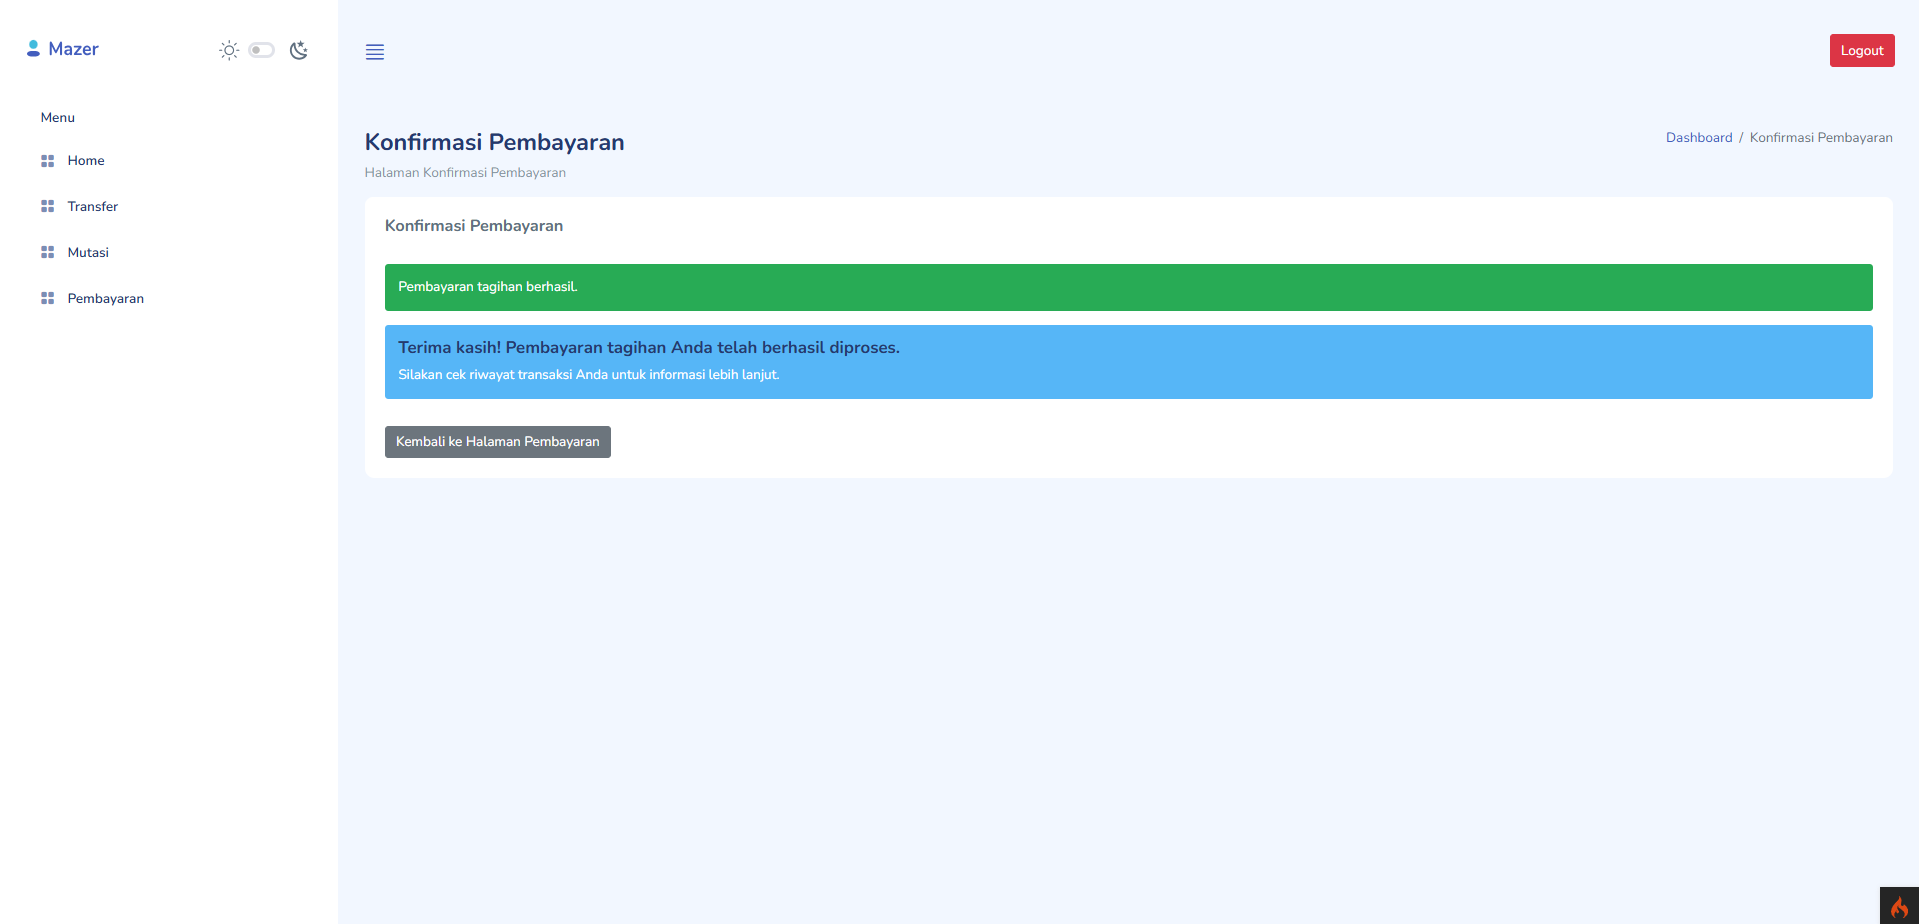 Mazer
Logout
Menu
Home
Transfer
Mutasi
Pembayaran
Konfirmasi Pembayaran
Halaman Konfirmasi Pembayaran
Dashboard / Konfirmasi Pembayaran
Konfirmasi Pembayaran
Pembayaran tagihan berhasil.
Terima kasih! Pembayaran tagihan Anda telah berhasil diproses.
Silakan cek riwayat transaksi Anda untuk informasi lebih lanjut.
Kembali ke Halaman Pembayaran